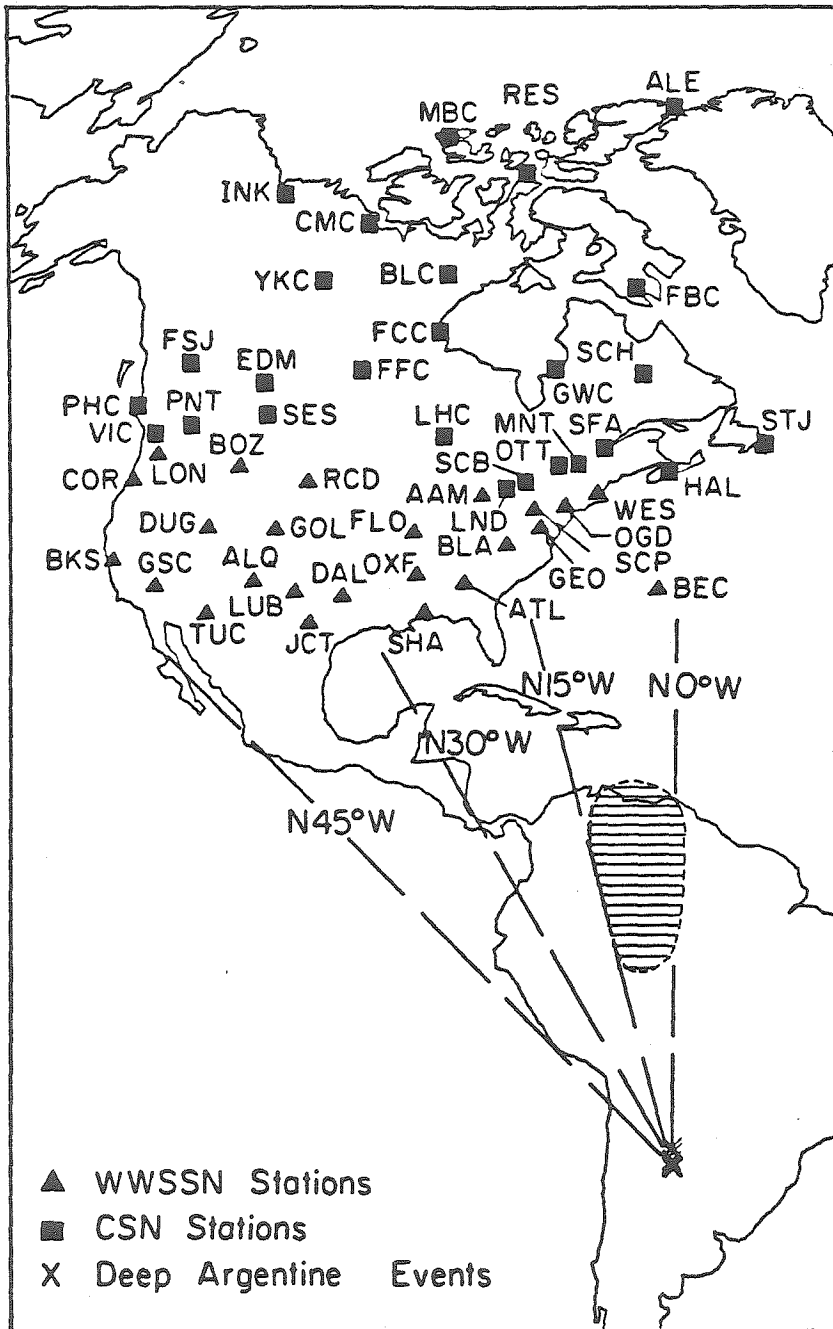 ALE
RES
MBC
INK
CMC
YKC
BLC
FBC
FCC
FSJ
EDM
FFC
SCH
GWC
PHC
PNT
SES
LHC
MNT
SFA
STJ
VIC
BOZ
OTT
SCB
COR
LON
RCD
AAM
HAL
WES
DUG
GOL
FLO
LND
OGD
BLA
SCP
BKS
GSC
ALQ
OXF
GEO
DAL
BEC
LUB
ATL
TUC
JCT
SHA
N15°W
N0°W
N30°W
N45°W
WWSSN Stations
CSN Stations
X Deep Argentine Events